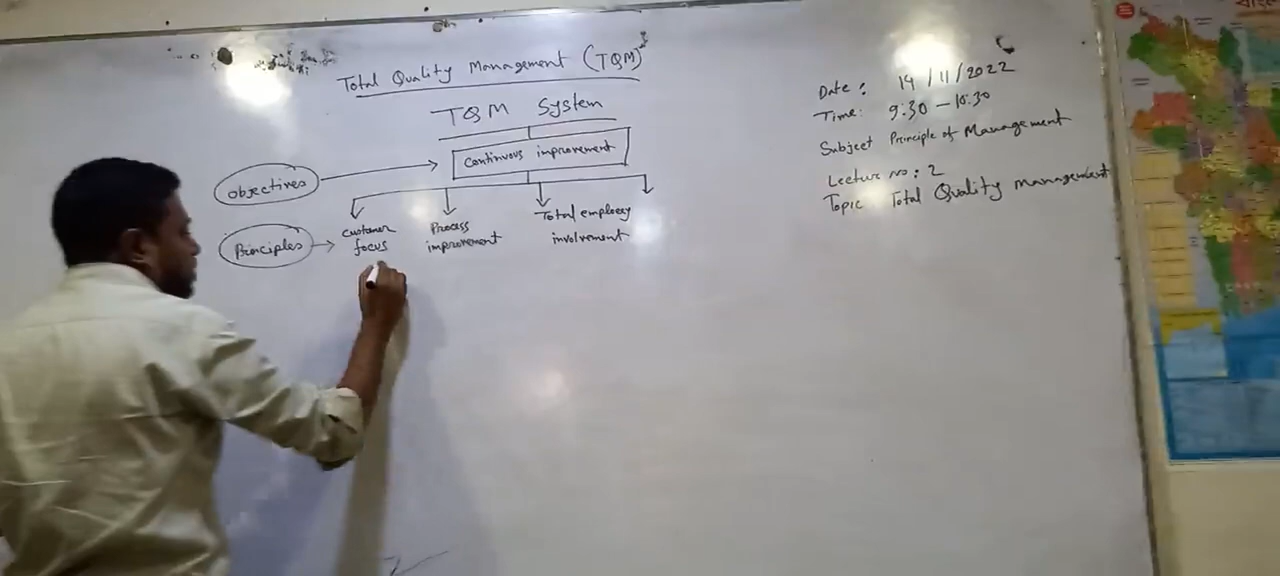 Total Quality Management (TQM)
TQM System
Continuous improvement
Objectives
Principles
Customer
focus
Process
improvement
Total employ
involvement
Date: 14/11/2022
Time: 9:30 – 10:30
Subject Principle of Management
Lecture no: 2
Topic Total Quality management